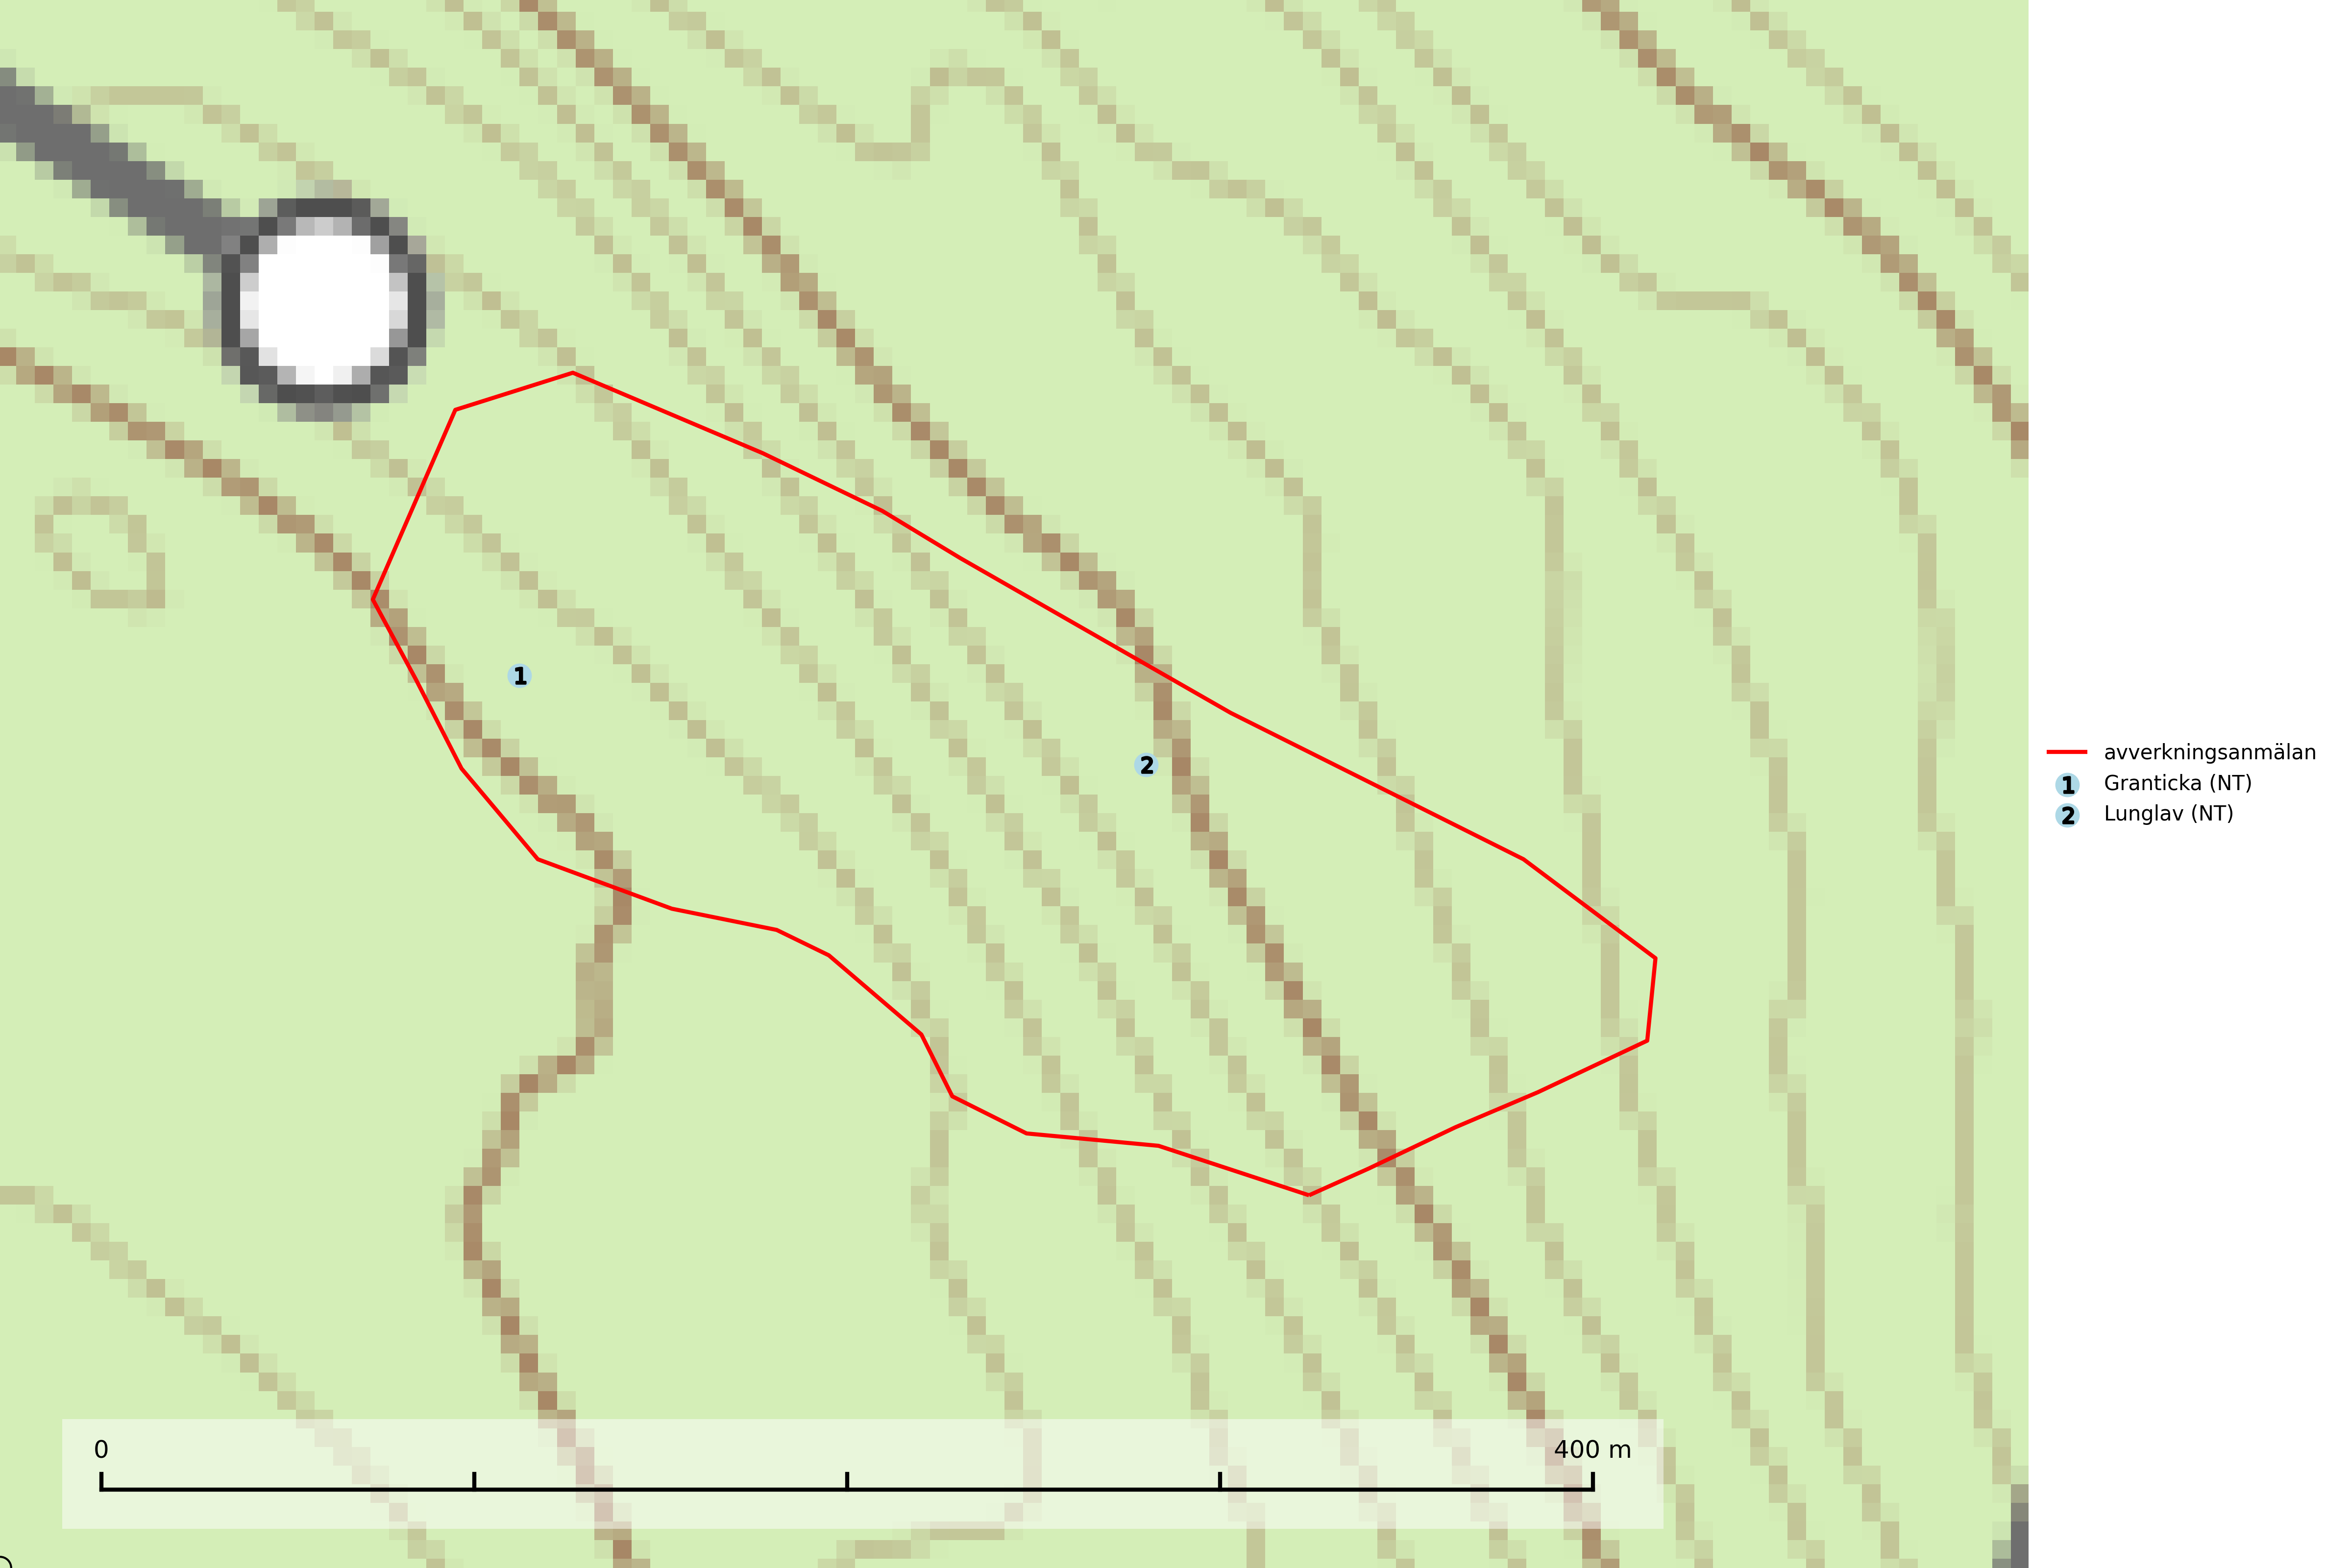 1
2
avverkningsanmälan
1 Granticka (NT)
2 Lunglav (NT)
0 400 m